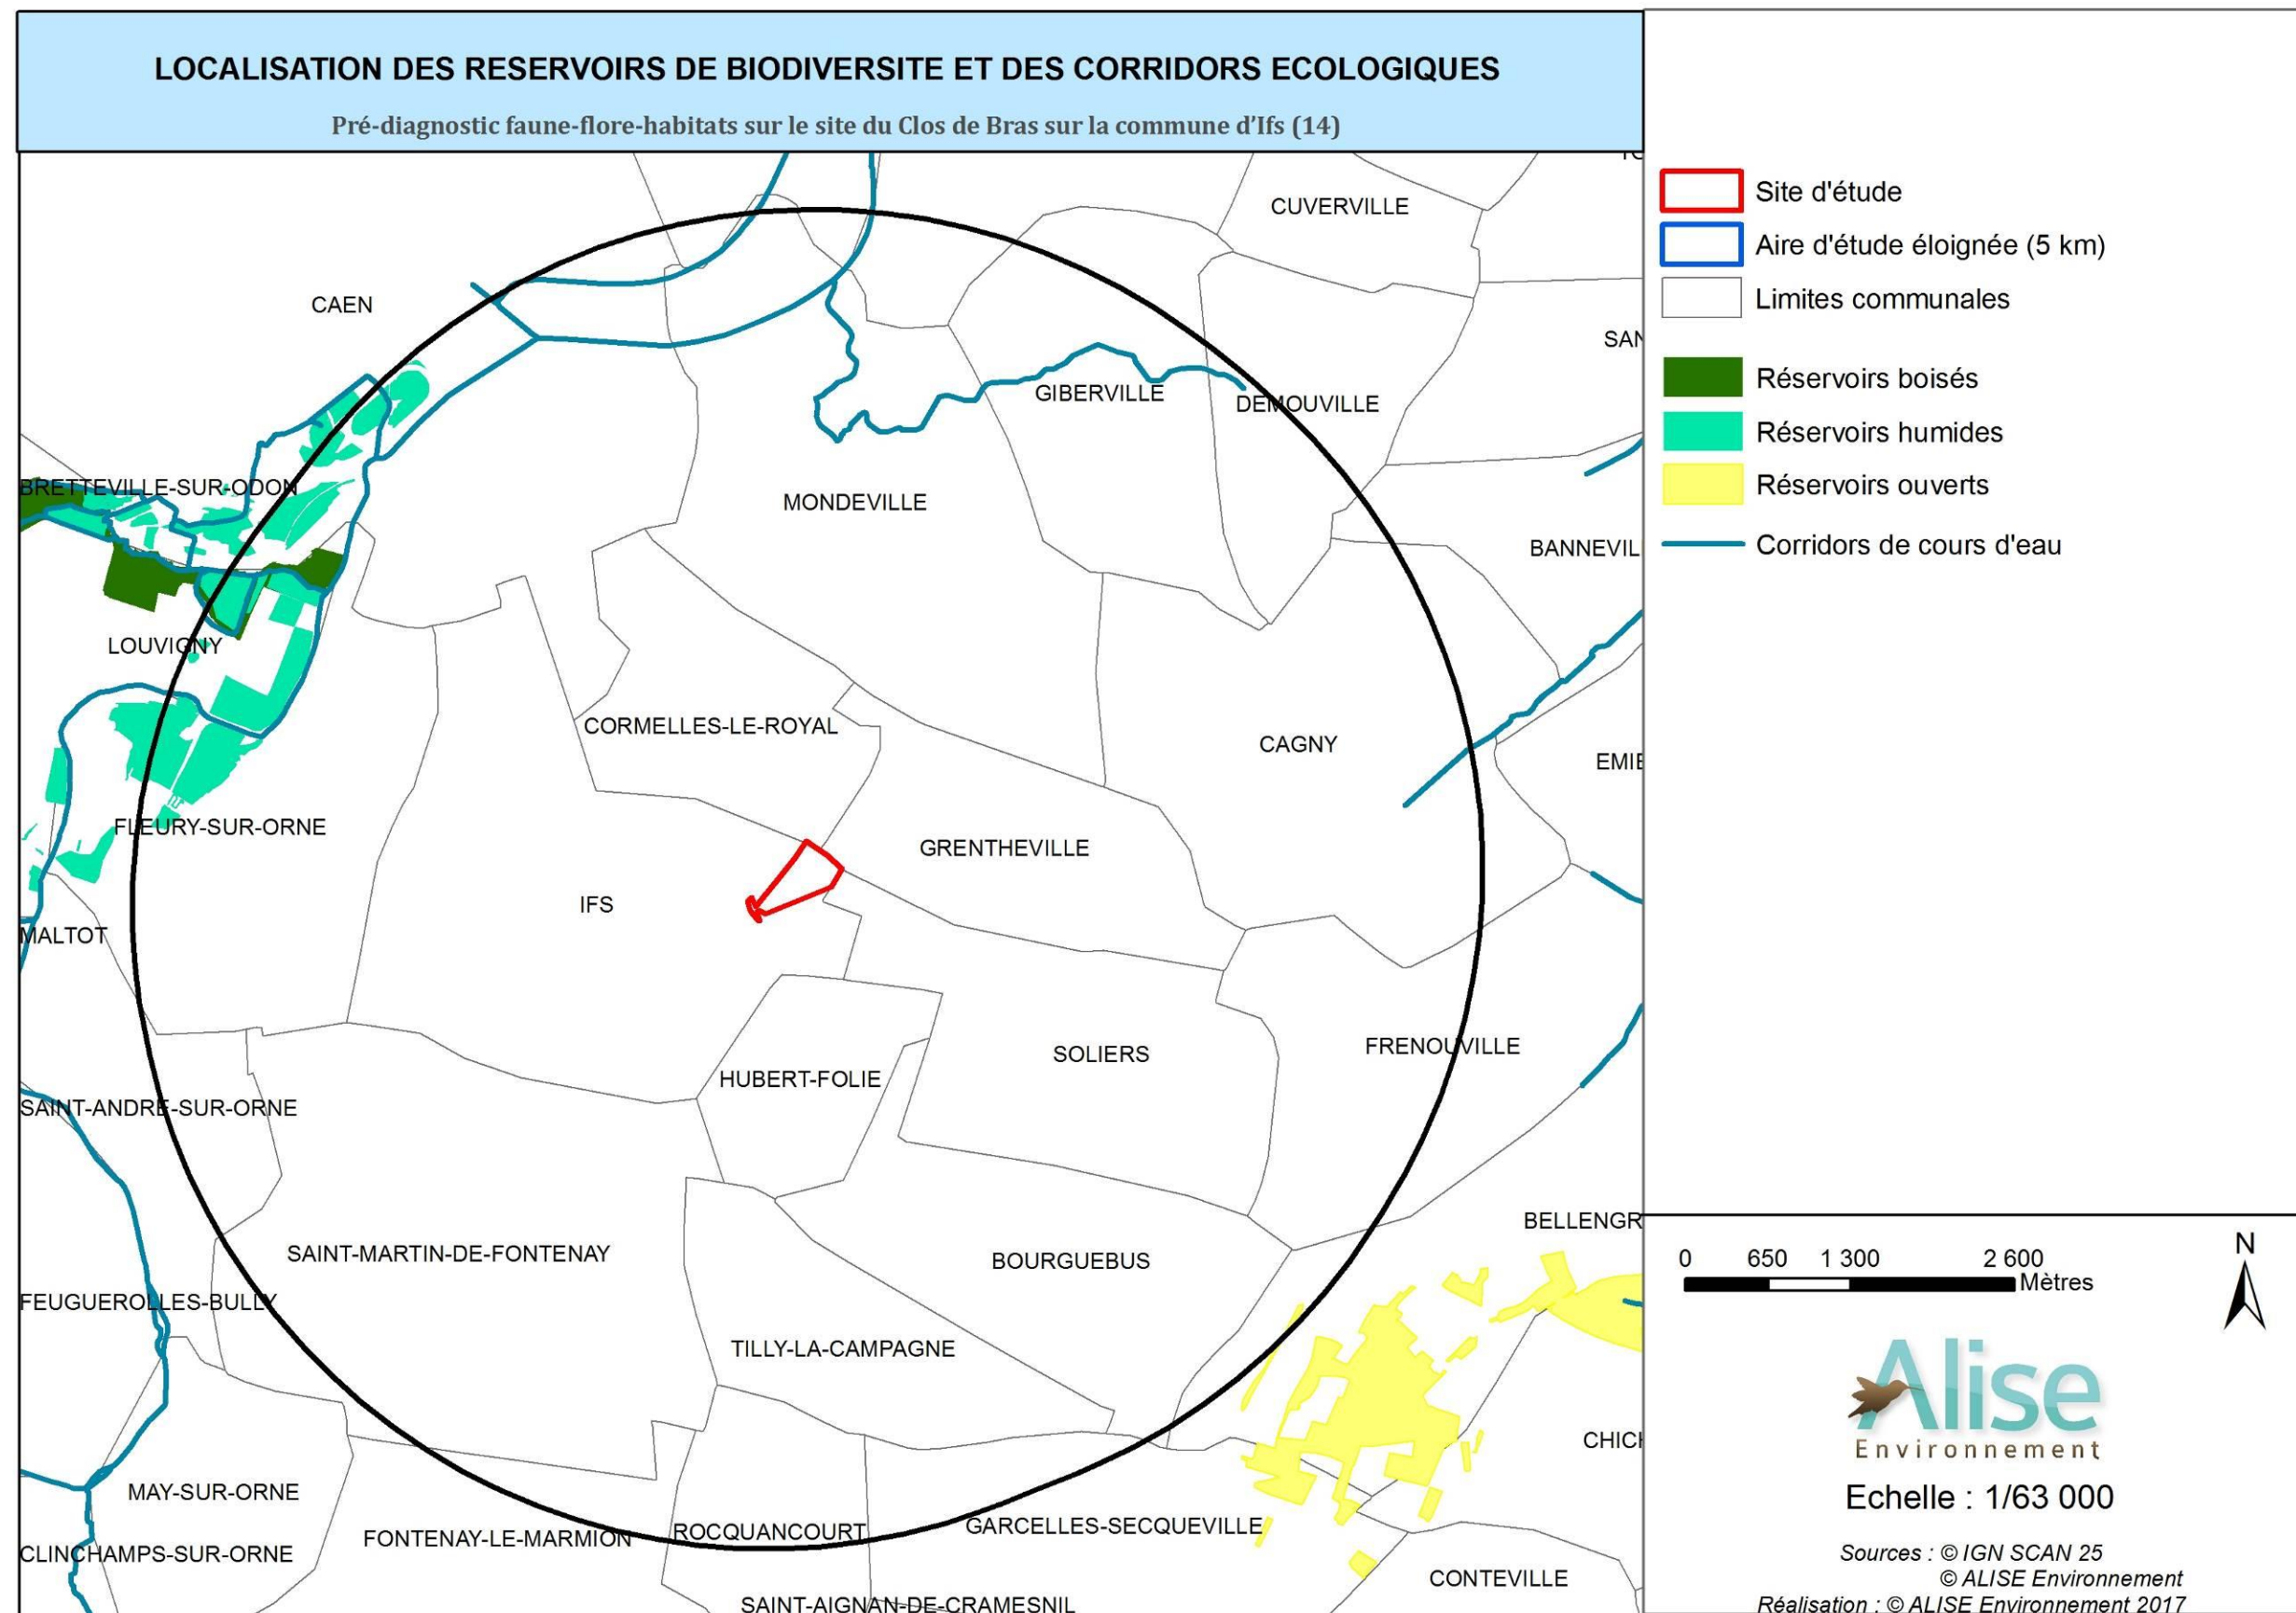 LOCALISATION DES RESERVOIRS DE BIODIVERSITE ET DES CORRIDORS ECOLOGIQUES
Pré-diagnostic faune-flore-habitats sur le site du Clos de Bras sur la commune d'Ifs (14)
CUVERVILLE
CAEN
SAN
GIBERVILLE
DEMOUVILLE
BRETTEVILLE-SUR-ODON
MONDEVILLE
BANNEVIL
LOUVIGNY
CORMELLES-LE-ROYAL
CAGNY
EMIE
FLEURY-SUR-ORNE
GRENTHEVILLE
IFS
MALTOT
SOLIERS
FRENOUVILLE
HUBERT-FOLIE
SAINT-ANDRE-SUR-ORNE
BELLENGR
SAINT-MARTIN-DE-FONTENAY
BOURGUEBUS
FEUGUEROLLES-BULLY
TILLY-LA-CAMPAGNE
CHICH
MAY-SUR-ORNE
FONTENAY-LE-MARMION
ROCQUANCOURT
GARCELLES-SECQUEVILLE
CLINCHAMPS-SUR-ORNE
CONTEVILLE
SAINT-AIGNAN-DE-CRAMESNIL
Site d'étude
Aire d'étude éloignée (5 km)
Limites communales
Réservoirs boisés
Réservoirs humides
Réservoirs ouverts
Corridors de cours d'eau
0 650 1 300 2 600
Mètres
N
Alise
Environnement
Echelle : 1/63 000
Sources : © IGN SCAN 25
© ALISE Environnement
Réalisation : © ALISE Environnement 2017